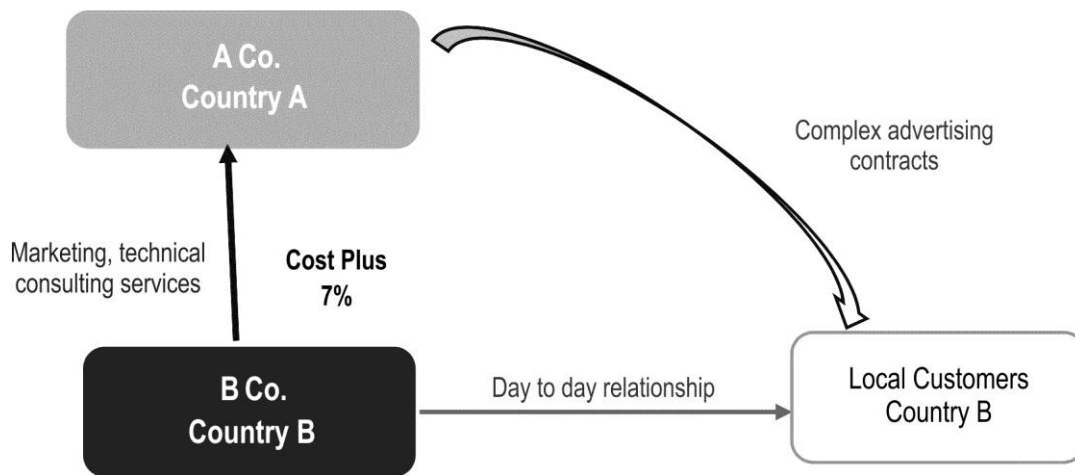 A Co.
Country A
Complex advertising
contracts
Marketing, technical
consulting services
Cost Plus
7%
B Co.
Country B
Day to day relationship
Local Customers
Country B